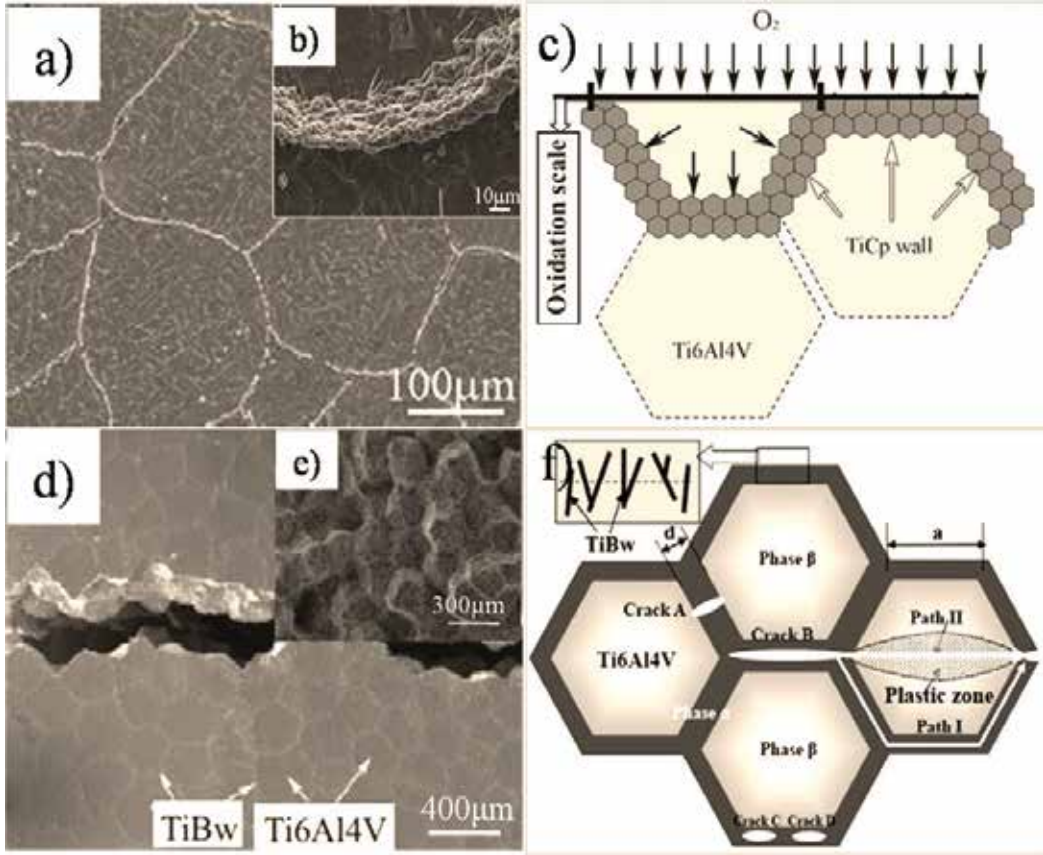 a)
b)
10μm
100μm
c)
O₂
Oxidation scale
TiCp wall
Ti6Al4V
d)
e)
300μm
TiBw
Ti6Al4V
400μm
f)
TiBw
d
a
Phase β
Crack A
Crack B
Path II
Ti6Al4V
Plastic zone
Phase α
Path I
Phase β
Crack C
Crack D